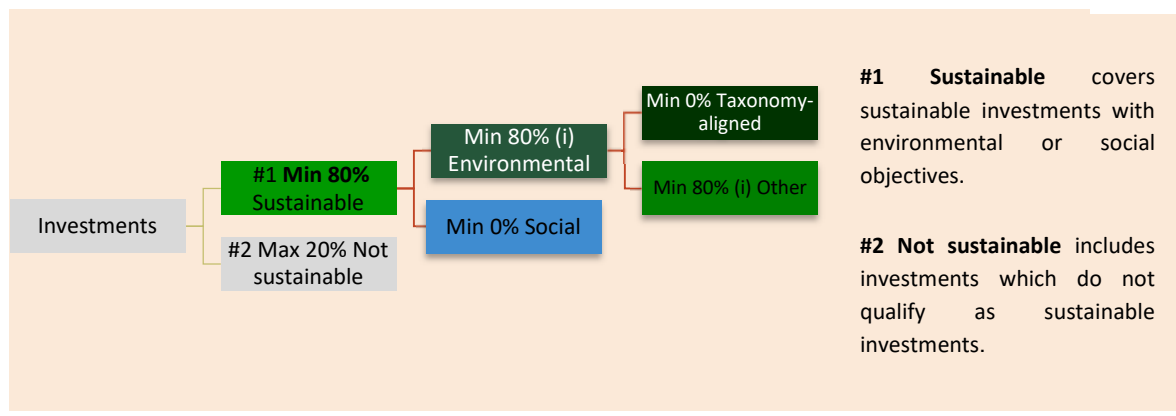 Investments
#1 Min 80%
Sustainable
#2 Max 20% Not
sustainable
Min 80% (i)
Environmental
Min 0% Social
Min 0% Taxonomy-
aligned
Min 80% (i) Other
#1 Sustainable covers
sustainable investments with
environmental or social
objectives.
#2 Not sustainable includes
investments which do not
qualify as sustainable
investments.